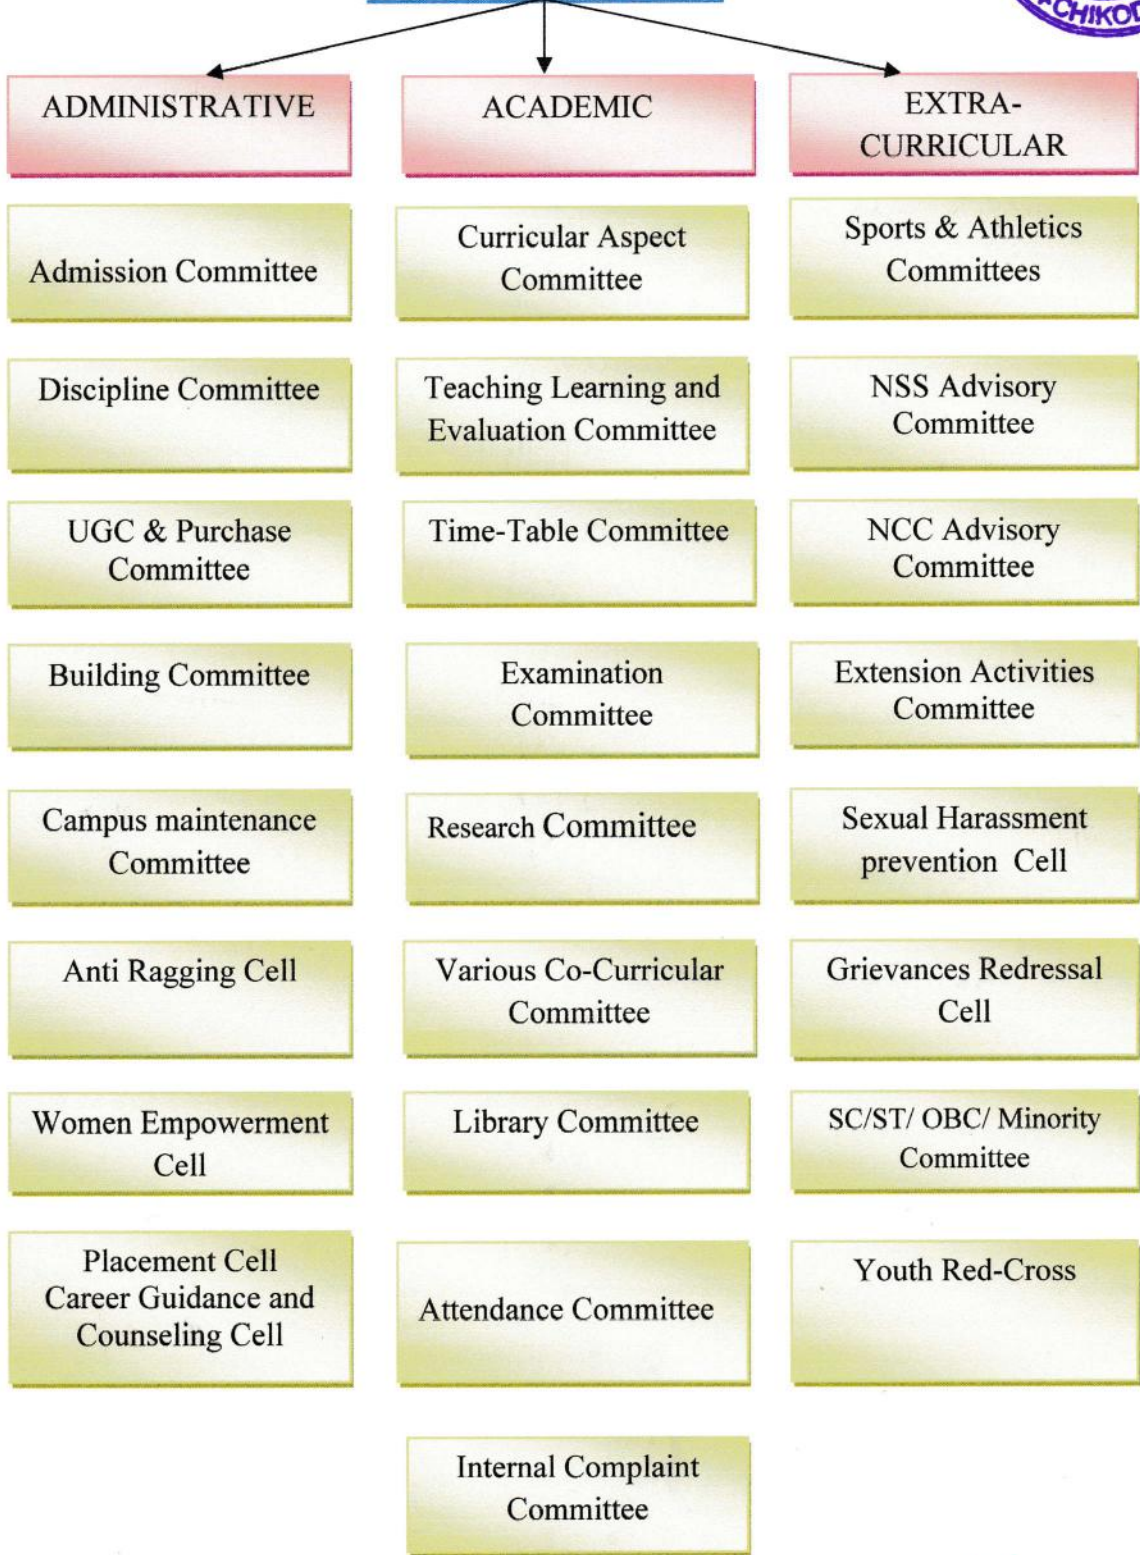 CHIKOD
ADMINISTRATIVE
ACADEMIC
EXTRA-
CURRICULAR
Admission Committee
Curricular Aspect
Committee
Sports & Athletics
Committees
Discipline Committee
Teaching Learning and
Evaluation Committee
NSS Advisory
Committee
UGC & Purchase
Committee
Time-Table Committee
NCC Advisory
Committee
Building Committee
Examination
Committee
Extension Activities
Committee
Campus maintenance
Committee
Research Committee
Sexual Harassment
prevention Cell
Anti Ragging Cell
Various Co-Curricular
Committee
Grievances Redressal
Cell
Women Empowerment
Cell
Library Committee
SC/ST/ OBC/ Minority
Committee
Placement Cell
Career Guidance and
Counseling Cell
Attendance Committee
Youth Red-Cross
Internal Complaint
Committee